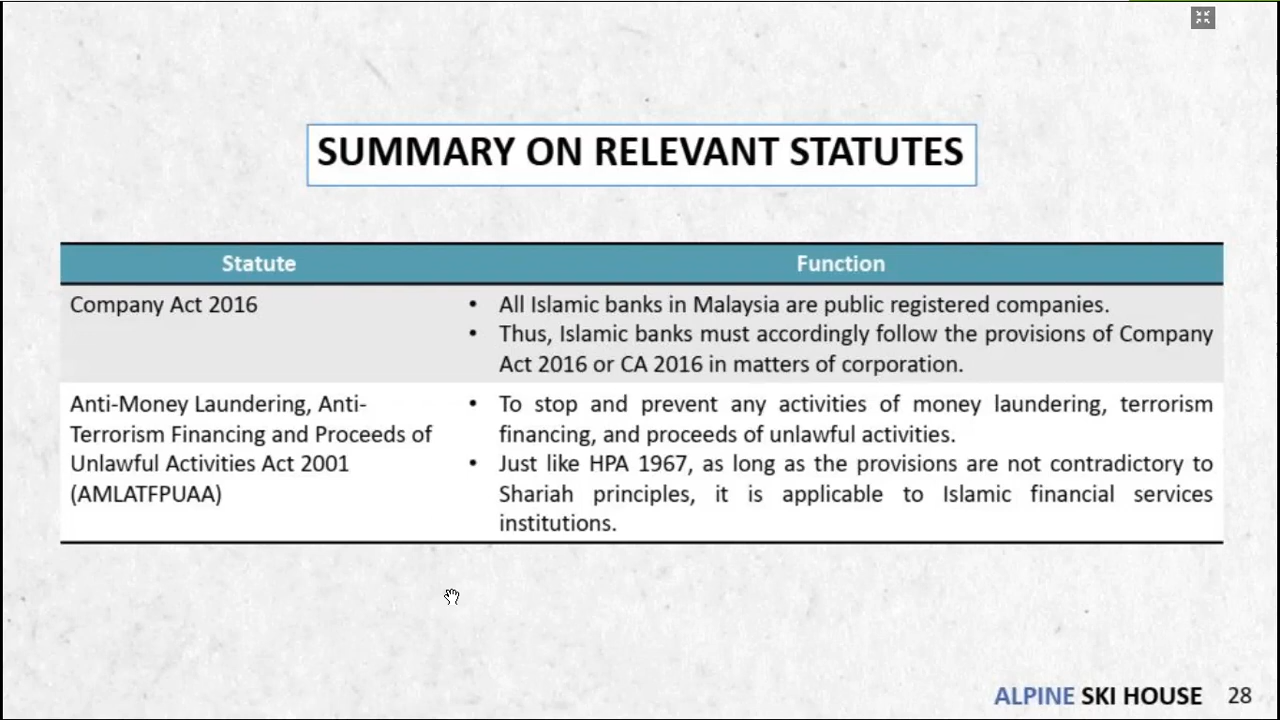 SUMMARY ON RELEVANT STATUTES
Statute
Function
Company Act 2016
• All Islamic banks in Malaysia are public registered companies.
• Thus, Islamic banks must accordingly follow the provisions of Company
Act 2016 or CA 2016 in matters of corporation.
Anti-Money Laundering, Anti-
Terrorism Financing and Proceeds of
Unlawful Activities Act 2001
(AMLATFPUAA)
• To stop and prevent any activities of money laundering, terrorism
financing, and proceeds of unlawful activities.
• Just like HPA 1967, as long as the provisions are not contradictory to
Shariah principles, it is applicable to Islamic financial services
institutions.
ALPINE SKI HOUSE 28